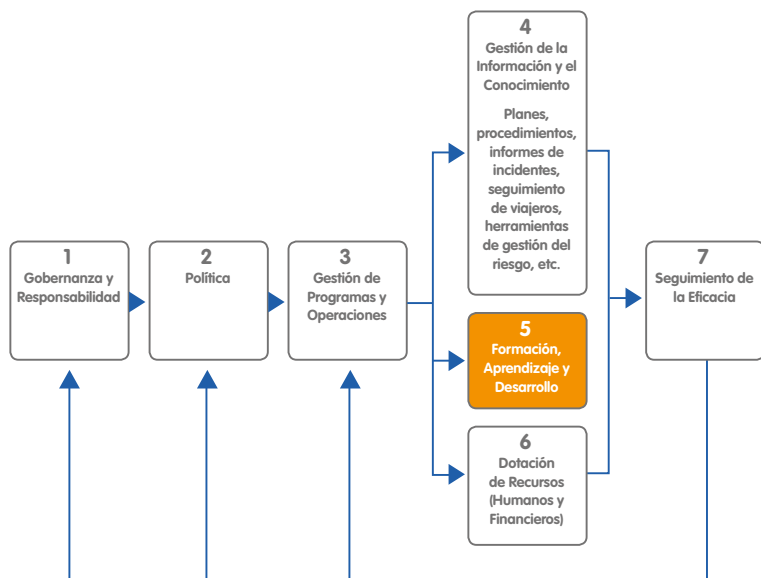 1
Gobernanza y
Responsabilidad
2
Política
3
Gestión de
Programas y
Operaciones
4
Gestión de la
Información y el
Conocimiento
Planes,
procedimientos,
informes de
incidentes,
seguimiento
de viajeros,
herramientas
de gestión del
riesgo, etc.
5
Formación,
Aprendizaje y
Desarrollo
6
Dotación
de Recursos
(Humanos y
Financieros)
7
Seguimiento de
la Eficacia